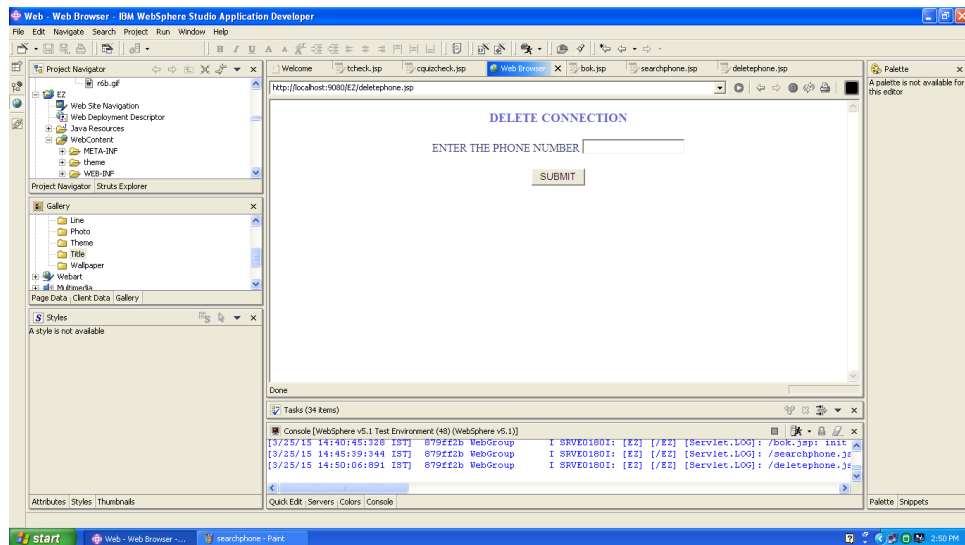 Web - Web Browser - IBM WebSphere Studio Application Developer
File Edit Navigate Search Project Run Window Help
Project Navigator
r6b.gif
EZ
Web Site Navigation
Web Deployment Descriptor
Java Resources
WebContent
META-INF
theme
WEB-INF
Project Navigator Struts Explorer
Gallery
Line
Photo
Theme
Title
Wallpaper
Webart
Multimedia
Page Data Client Data Gallery
Styles
A style is not available
Attributes Styles Thumbnails
Welcome tcheck.jsp cquizcheck.jsp Web Browser bok.jsp searchphone.jsp deletephone.jsp
http://localhost:9080/EZ/deletephone.jsp
DELETE CONNECTION
ENTER THE PHONE NUMBER
SUBMIT
Done
Tasks (34 items)
Console [WebSphere v5.1 Test Environment (48) (WebSphere v5.1)]
[3/25/15 14:40:45:328 IST] 879ff2b WebGroup I SRVE0180I: [EZ] [/EZ] [Servlet.LOG]: /bok.jsp: init
[3/25/15 14:45:39:344 IST] 879ff2b WebGroup I SRVE0180I: [EZ] [/EZ] [Servlet.LOG]: /searchphone.js
[3/25/15 14:50:06:891 IST] 879ff2b WebGroup I SRVE0180I: [EZ] [/EZ] [Servlet.LOG]: /deletephone.js
Quick Edit Servers Colors Console
Palette
A palette is not available for this editor
Palette Snippets
start Web - Web Browser -... searchphone - Paint 2:50 PM